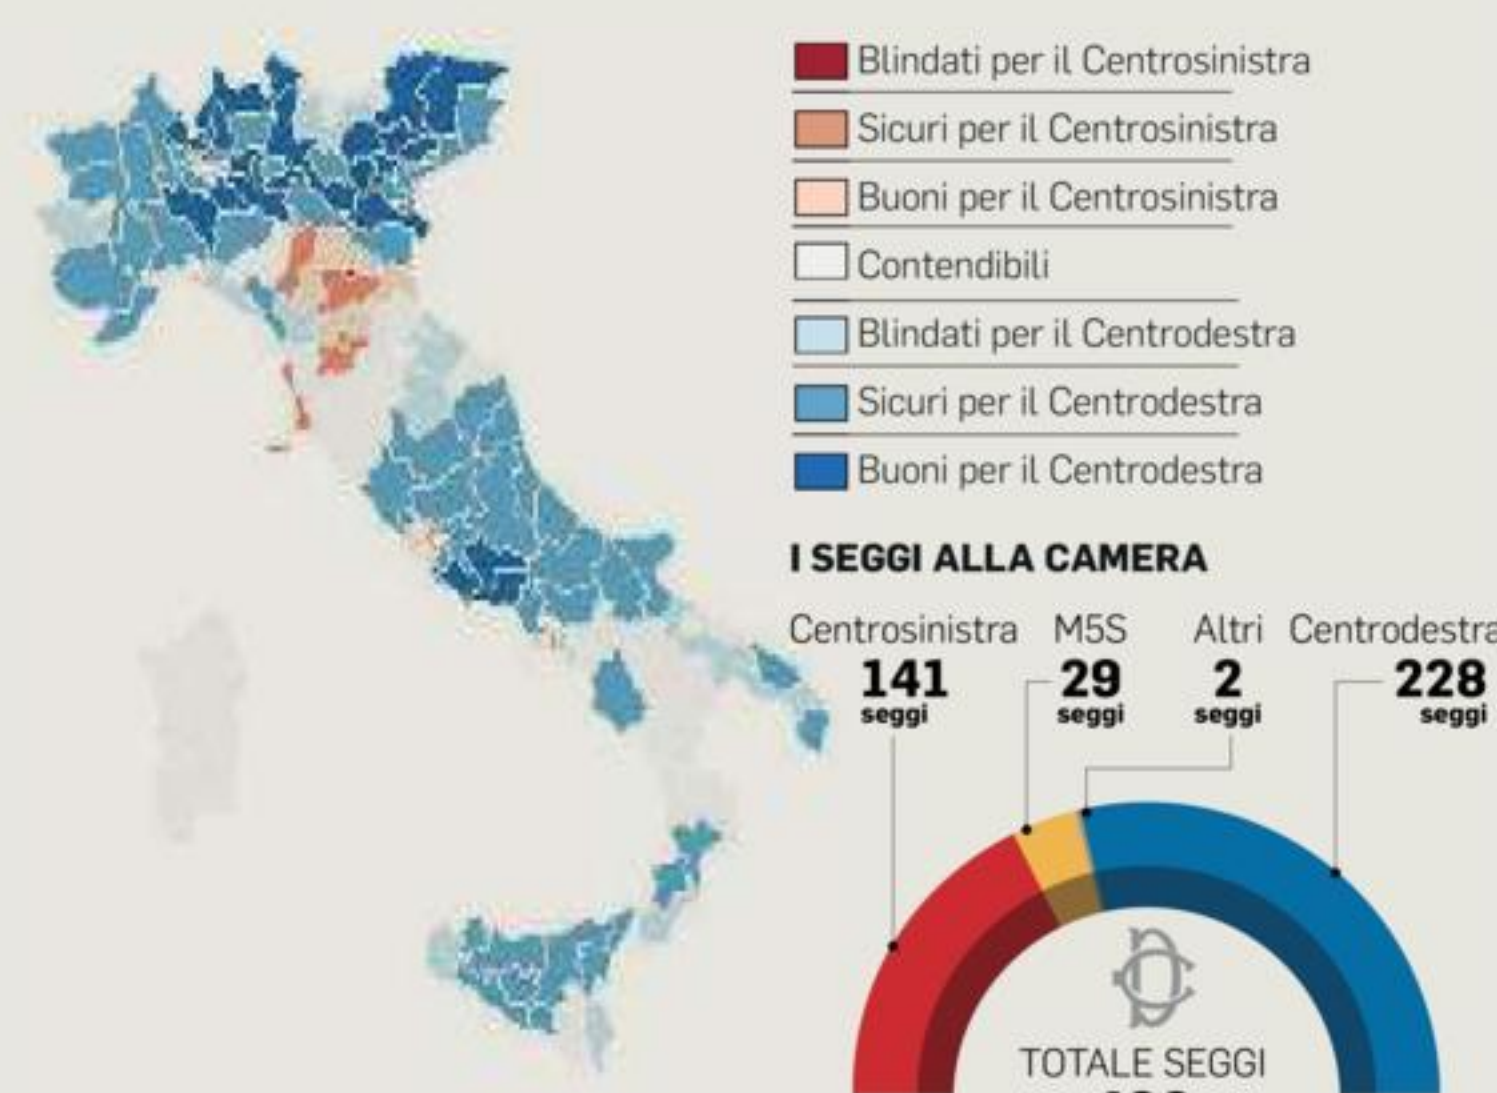 Blindati per il Centrosinistra
Sicuri per il Centrosinistra
Buoni per il Centrosinistra
Contendibili
Blindati per il Centrodestra
Sicuri per il Centrodestra
Buoni per il Centrodestra
I SEGGI ALLA CAMERA
Centrosinistra M5S Altri Centrodestra
141 29 2 228
seggi seggi seggi seggi
TOTALE SEGGI